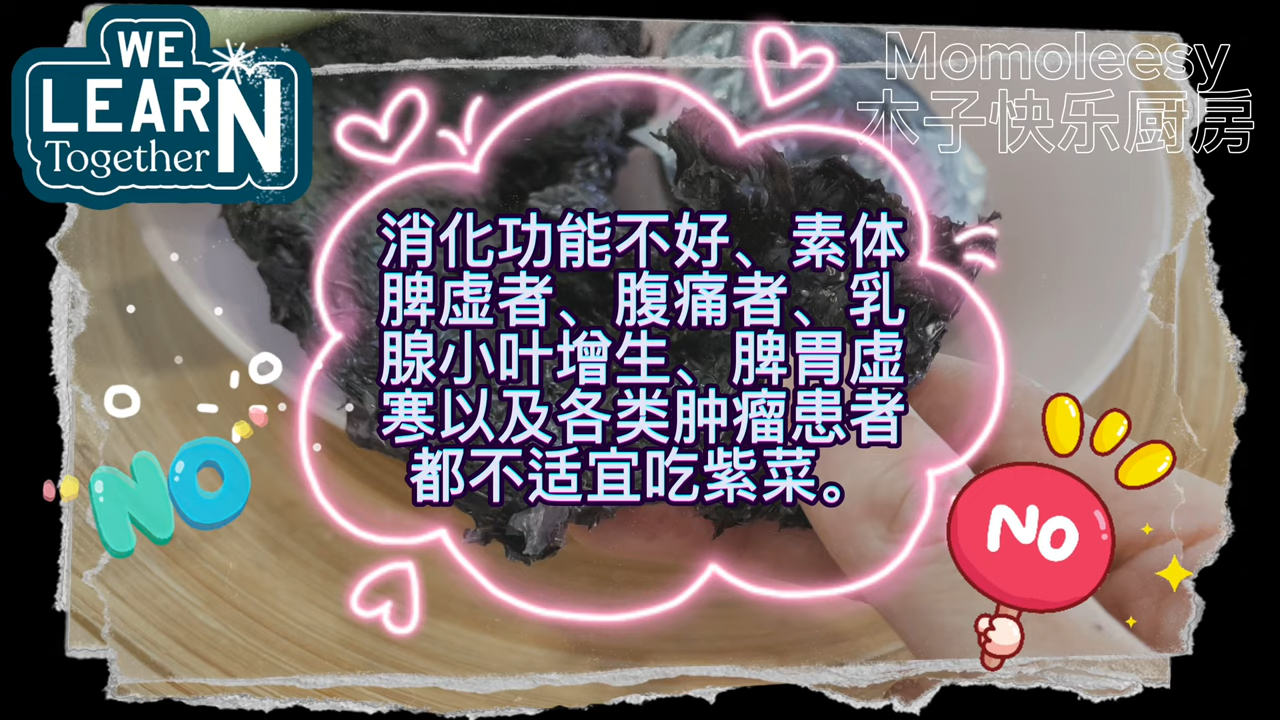 WE
LEARN
Together
Momoleesy
木子快乐厨房
消化功能不好、素体
脾虚者、腹痛者、乳
腺小叶增生、脾胃虚
寒以及各类肿瘤患者
都不适宜吃紫菜。
NO
NO